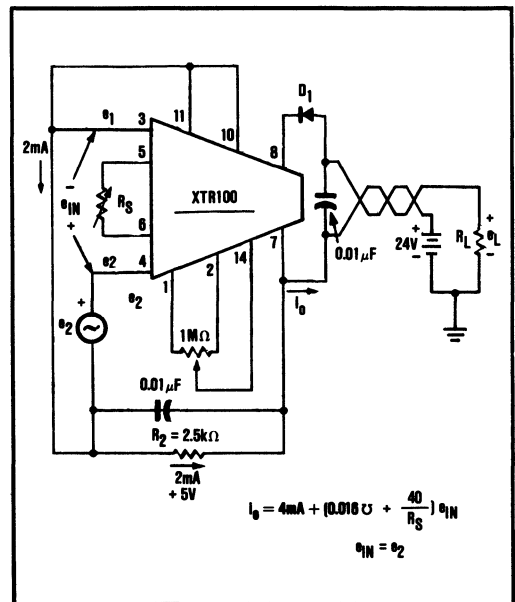 D1
11
e1
3
10
8
2mA
5
−
XTR100
eIN
RS
+
0.01μF
+
24V
−
RL
+
eL
−
6
+
e2
4
14
7
2
Io
1
e2
+
e2
1MΩ
0.01μF
R2 = 2.5kΩ
2mA
+ 5V
Io = 4mA + (0.016 ℧ + 40/RS) eIN
eIN = e2